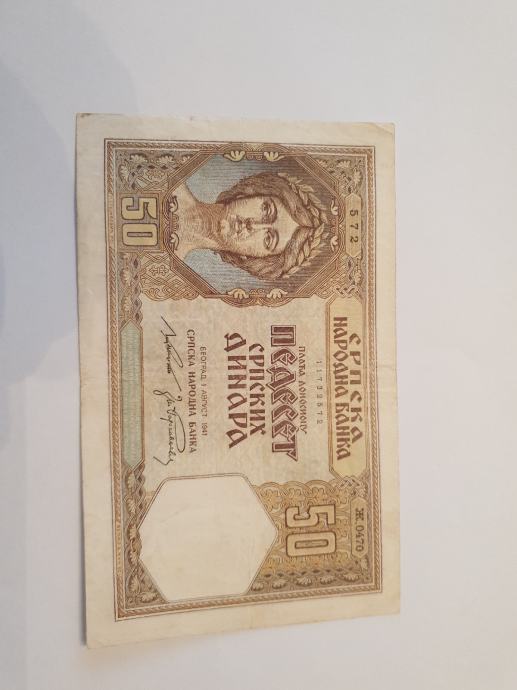 СРПСКА
НАРОДНА БАНКА
572
Ж.0470
11732572
ПЛАЋА ДОНОСИОЦУ
ПЕДЕСЕТ
СРПСКИХ
ДИНАРА
50
БЕОГРАД 1 АВГУСТ 1941
СРПСКА НАРОДНА БАНКА
50